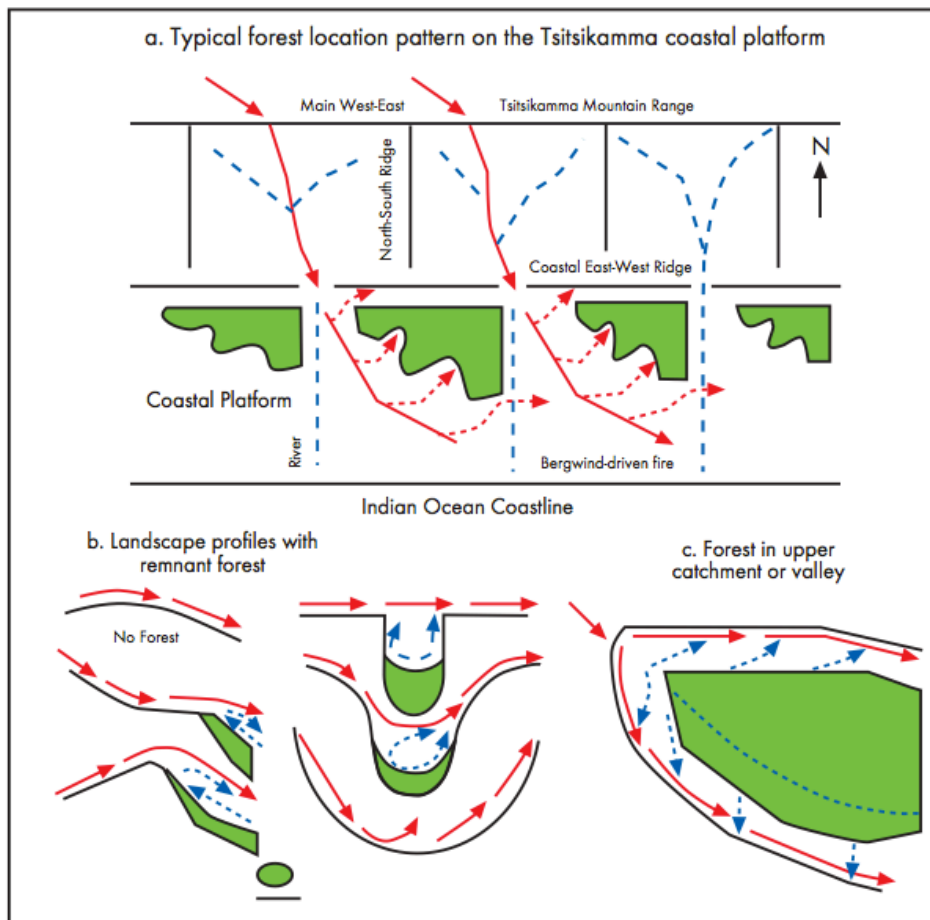 a. Typical forest location pattern on the Tsitsikamma coastal platform
Main West-East
Tsitsikamma Mountain Range
N
North-South Ridge
Coastal East-West Ridge
Coastal Platform
River
Bergwind-driven fire
Indian Ocean Coastline
b. Landscape profiles with
remnant forest
No Forest
c. Forest in upper
catchment or valley